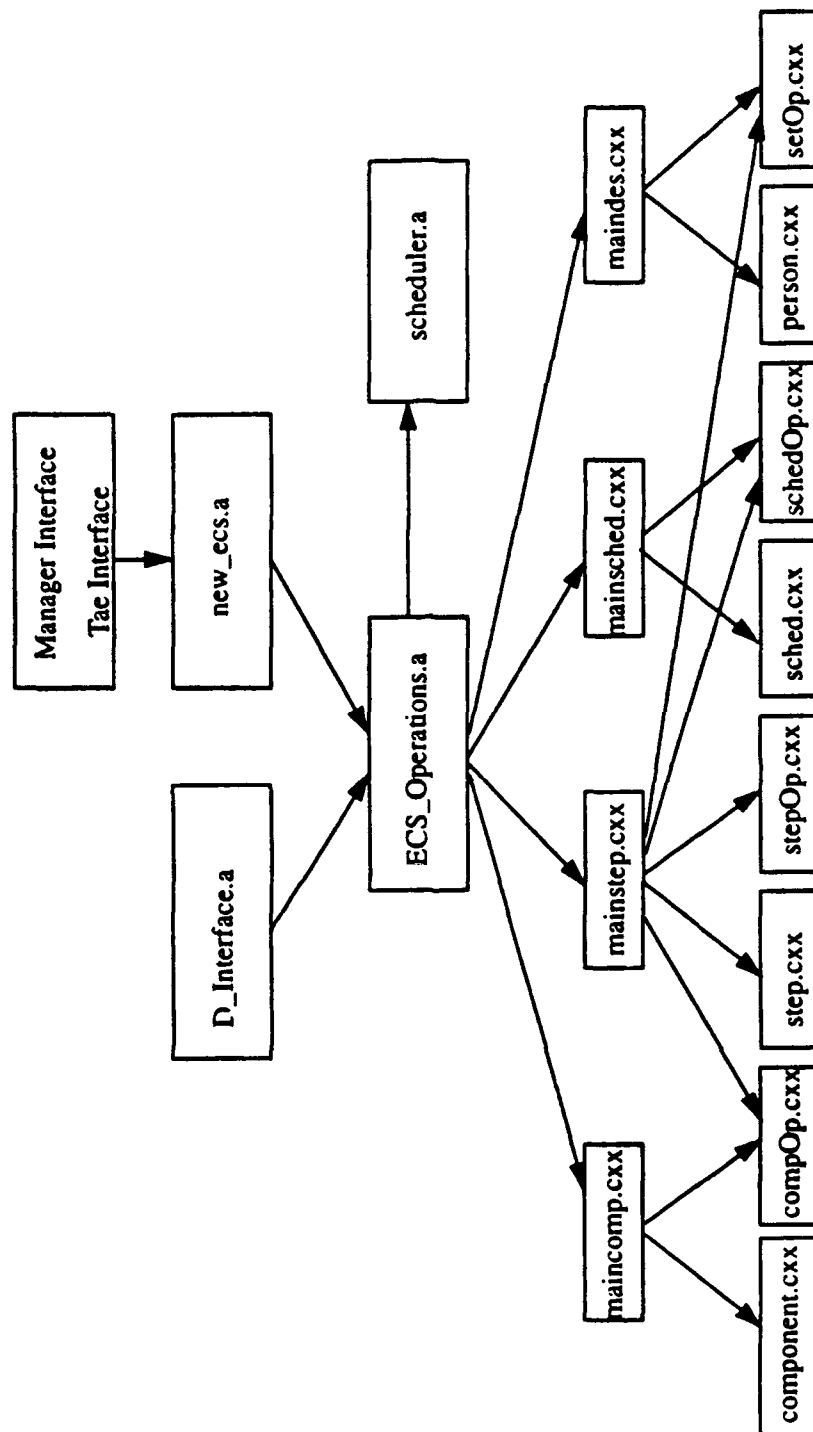 Manager Interface
Tae Interface
D_Interface.a
new_ecs.a
ECS_Operations.a
scheduler.a
maincomp.cxx
mainstep.cxx
mainsched.cxx
maindes.cxx
component.cxx
compOp.cxx
step.cxx
stepOp.cxx
sched.cxx
schedOp.cxx
person.cxx
setOp.cxx